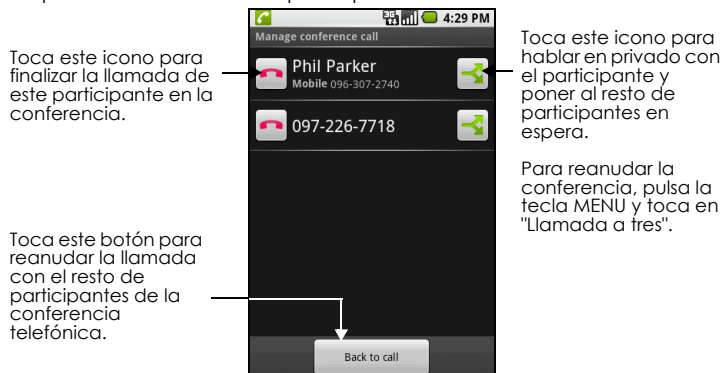 3G 4:29 PM
Manage conference call
Toca este icono para
finalizar la llamada de
este participante en la
conferencia.
Phil Parker
Mobile 096-307-2740
097-226-7718
Toca este icono para
hablar en privado con
el participante y
poner al resto de
participantes en
espera.
Para reanudar la
conferencia, pulsa la
tecla MENU y toca en
"Llamada a tres".
Toca este botón para
reanudar la llamada
con el resto de
participantes de la
conferencia
telefónica.
Back to call